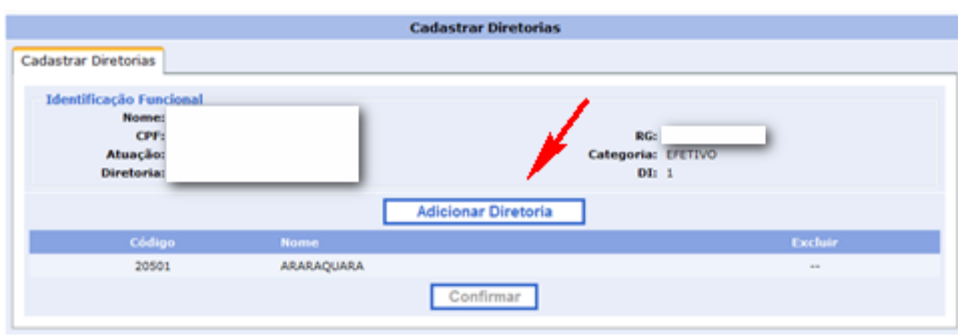 Cadastrar Diretorias
Cadastrar Diretorias
Identificação Funcional
Nome:
CPF: RG:
Atuação: Categoria: EFETIVO
Diretoria: DI: 1
Adicionar Diretoria
Código Nome Excluir
20501 ARARAQUARA --
Confirmar